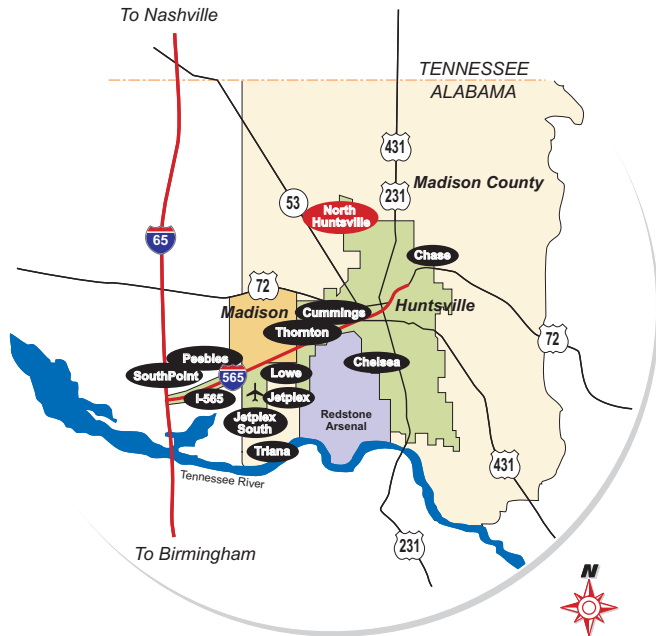 To Nashville
TENNESSEE
ALABAMA
431
231
Madison County
53
North
Huntsville
65
Chase
72
Madison
Cummings
Huntsville
Thornton
72
Peebles
SouthPoint
565
Lowe
Chelsea
I-565
Jetplex
Jetplex
South
Redstone
Arsenal
Triana
Tennessee River
431
To Birmingham
231
N